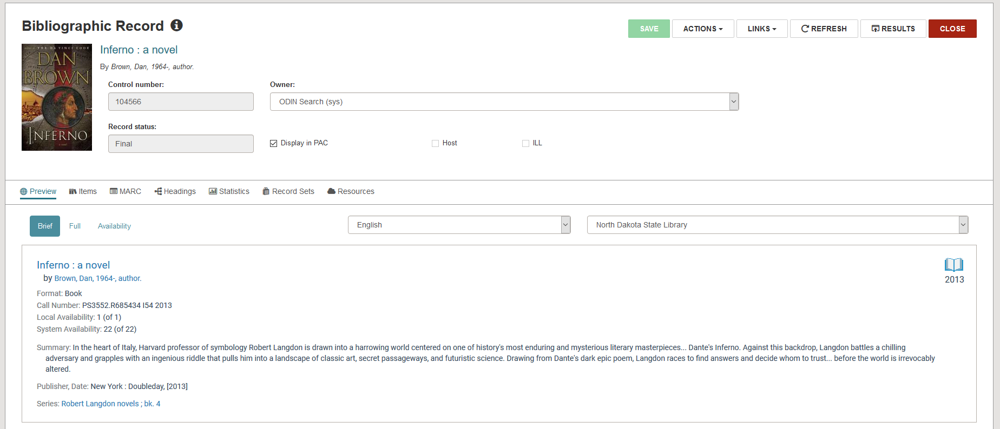 Bibliographic Record
SAVE
ACTIONS
LINKS
REFRESH
RESULTS
CLOSE
THE DA VINCI CODE
DAN
BROWN
INFERNO
Inferno : a novel
By Brown, Dan, 1964-, author.
Control number:
Owner:
104566
ODIN Search (sys)
Record status:
Final
Display in PAC
Host
ILL
Preview
Items
MARC
Headings
Statistics
Record Sets
Resources
Brief
Full
Availability
English
North Dakota State Library
Inferno : a novel
by Brown, Dan, 1964-, author.
2013
Format: Book
Call Number: PS3552.R685434 I54 2013
Local Availability: 1 (of 1)
System Availability: 22 (of 22)
Summary: In the heart of Italy, Harvard professor of symbology Robert Langdon is drawn into a harrowing world centered on one of history's most enduring and mysterious literary masterpieces... Dante's Inferno. Against this backdrop, Langdon battles a chilling
adversary and grapples with an ingenious riddle that pulls him into a landscape of classic art, secret passageways, and futuristic science. Drawing from Dante's dark epic poem, Langdon races to find answers and decide whom to trust... before the world is irrevocably
altered.
Publisher, Date: New York : Doubleday, [2013]
Series: Robert Langdon novels ; bk. 4